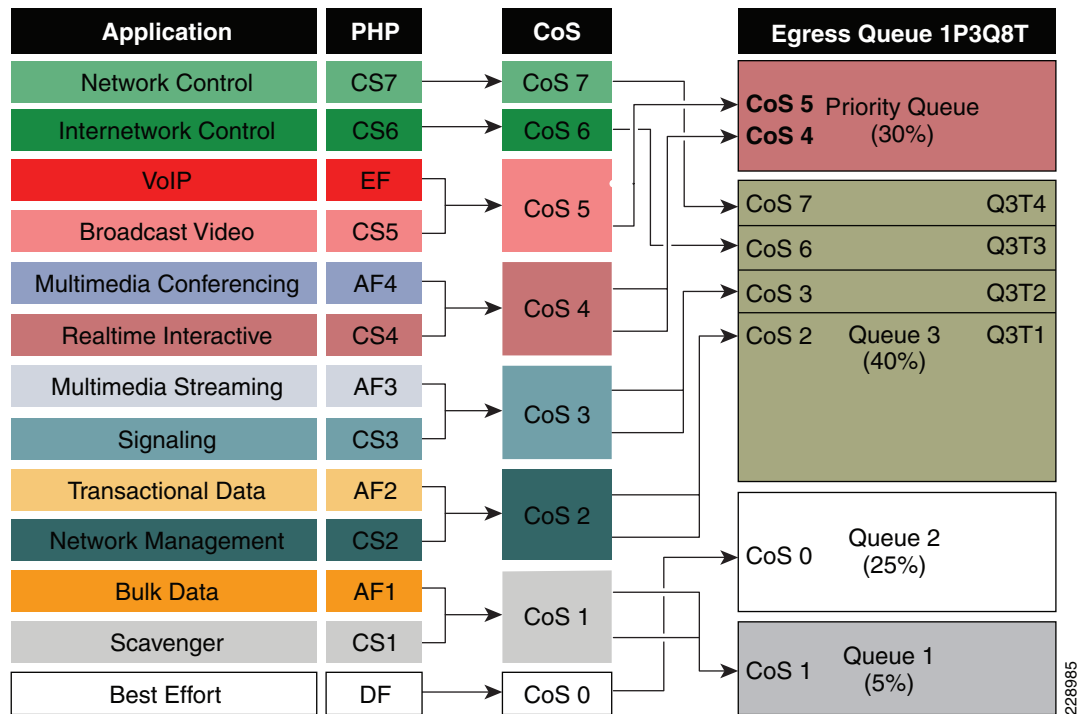 Application PHP CoS Egress Queue 1P3Q8T
Network Control CS7 CoS 7
Internetwork Control CS6 CoS 6
VoIP EF
Broadcast Video CS5
CoS 5
Multimedia Conferencing AF4
Realtime Interactive CS4
CoS 4
Multimedia Streaming AF3
Signaling CS3
CoS 3
Transactional Data AF2
Network Management CS2
CoS 2
Bulk Data AF1
Scavenger CS1
CoS 1
Best Effort DF CoS 0
CoS 5 Priority Queue
CoS 4 (30%)
CoS 7 Q3T4
CoS 6 Q3T3
CoS 3 Q3T2
CoS 2 Queue 3 Q3T1
(40%)
CoS 0 Queue 2
(25%)
CoS 1 Queue 1
(5%)
228985